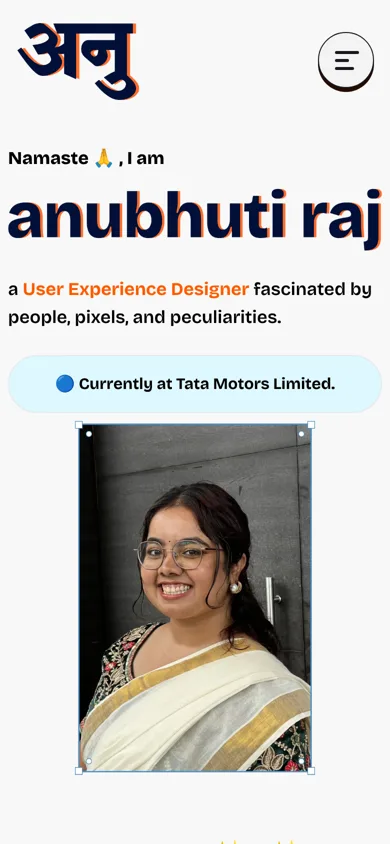 अनु
Namaste 🙏 , I am
anubhuti raj
a User Experience Designer fascinated by
people, pixels, and peculiarities.
🔵 Currently at Tata Motors Limited.